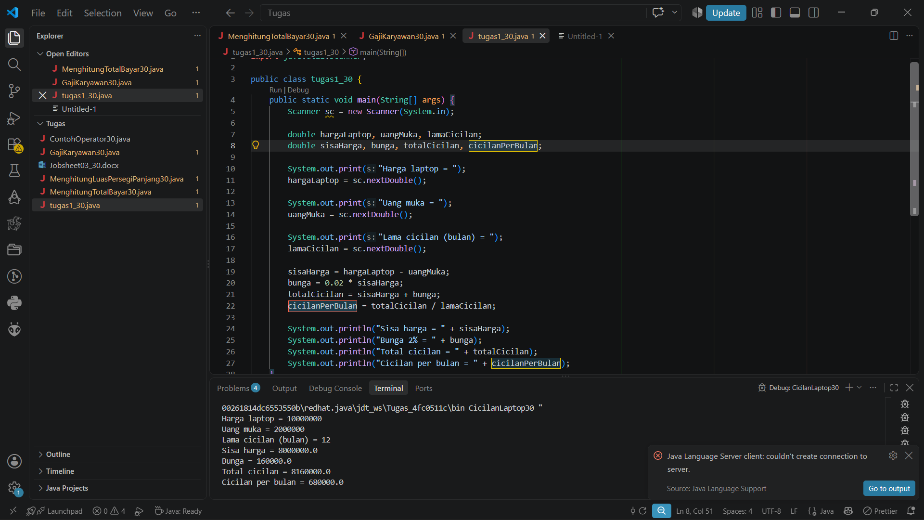 File Edit Selection View Go ···
Tugas
Update
Explorer ···
Open Editors
MenghitungTotalBayar30.java 1
GajiKaryawan30.java 1
tugas1_30.java 1
Untitled-1
Tugas
ContohOperator30.java
GajiKaryawan30.java 1
Jobsheet03_30.docx
MenghitungLuasPersegiPanjang30.java 1
MenghitungTotalBayar30.java 1
tugas1_30.java 1
Outline
Timeline
Java Projects
MenghitungTotalBayar30.java 1
GajiKaryawan30.java 1
tugas1_30.java 1
Untitled-1
tugas1_30.java > tugas1_30 > main(String[])
2
3 public class tugas1_30 {
Run | Debug
4 public static void main(String[] args) {
5 Scanner sc = new Scanner(System.in);
6
7 double hargaLaptop, uangMuka, lamaCicilan;
8 double sisaHarga, bunga, totalCicilan, cicilanPerBulan;
9
10 System.out.print(s:"Harga laptop = ");
11 hargaLaptop = sc.nextDouble();
12
13 System.out.print(s:"Uang muka = ");
14 uangMuka = sc.nextDouble();
15
16 System.out.print(s:"Lama cicilan (bulan) = ");
17 lamaCicilan = sc.nextDouble();
18
19 sisaHarga = hargaLaptop - uangMuka;
20 bunga = 0.02 * sisaHarga;
21 totalCicilan = sisaHarga + bunga;
22 cicilanPerBulan = totalCicilan / lamaCicilan;
23
24 System.out.println("Sisa harga = " + sisaHarga);
25 System.out.println("Bunga 2% = " + bunga);
26 System.out.println("Total cicilan = " + totalCicilan);
27 System.out.println("Cicilan per bulan = " + cicilanPerBulan);
Problems 4 Output Debug Console Terminal Ports
Debug: CicilanLaptop30
00261814dc6553550b\redhat.java\jdt_ws\Tugas_4fc0511c\bin CicilanLaptop30 "
Harga laptop = 10000000
Uang muka = 2000000
Lama cicilan (bulan) = 12
Sisa harga = 8000000.0
Bunga = 160000.0
Total cicilan = 8160000.0
Cicilan per bulan = 680000.0
Java Language Server client: couldn't create connection to
server.
Source: Java Language Support
Go to output
Launchpad 0 4 Java: Ready
Ln 8, Col 51 Spaces: 4 UTF-8 LF {} Java Prettier